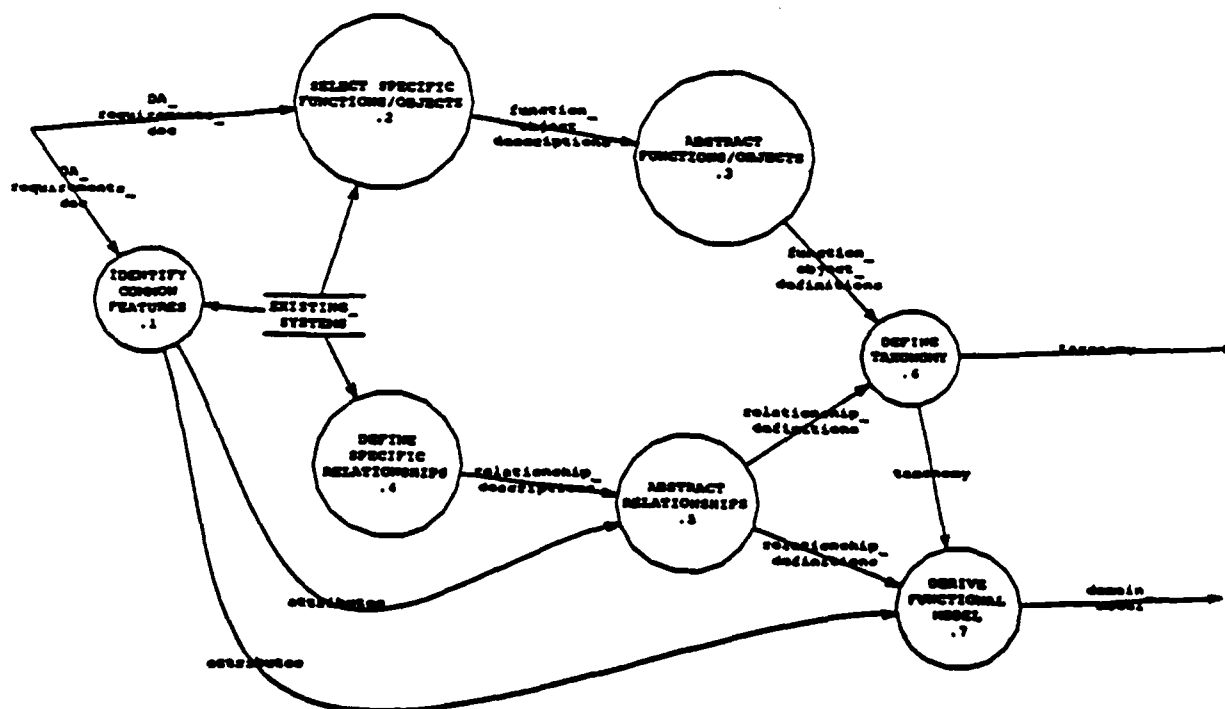 SELECT SPECIFIC
FUNCTIONS/OBJECTS
.2
DA_
requirements_
doc
function_
object_
descriptions
ABSTRACT
FUNCTIONS/OBJECTS
.3
DA_
requirements_
doc
IDENTIFY
COMMON
FEATURES
.1
EXISTING_
SYSTEMS
function_
object_
definitions
DEFINE
TAXONOMY
.6
taxonomy
DEFINE
SPECIFIC
RELATIONSHIPS
.4
relationship_
descriptions
relationship_
definitions
ABSTRACT
RELATIONSHIPS
.5
taxonomy
relationship_
definitions
DERIVE
FUNCTIONAL
MODEL
.7
domain
model
attributes
attributes